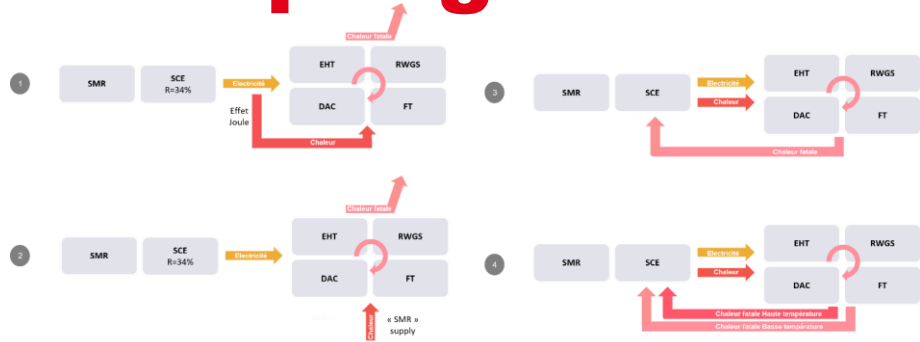 1
SMR
SCE
R=34%
Electricité
Effet
Joule
Chaleur
Chaleur fatale
EHT
RWGS
DAC
FT
2
SMR
SCE
R=34%
Electricité
Chaleur fatale
EHT
RWGS
DAC
FT
Chaleur
« SMR »
supply
3
SMR
SCE
Electricité
Chaleur
EHT
RWGS
DAC
FT
Chaleur fatale
4
SMR
SCE
Electricité
Chaleur
EHT
RWGS
DAC
FT
Chaleur fatale Haute température
Chaleur fatale Basse température